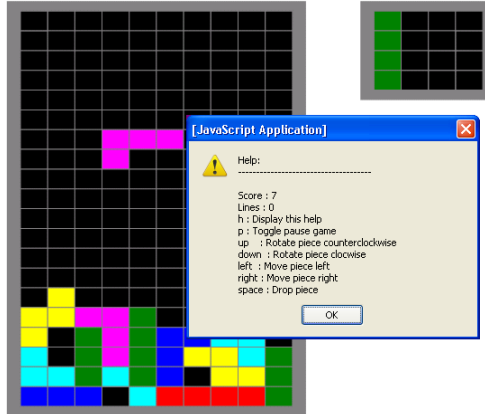 [JavaScript Application]
Help:
-----------------------------------
Score : 7
Lines : 0
h : Display this help
p : Toggle pause game
up : Rotate piece counterclockwise
down : Rotate piece clocwise
left : Move piece left
right : Move piece right
space : Drop piece
OK